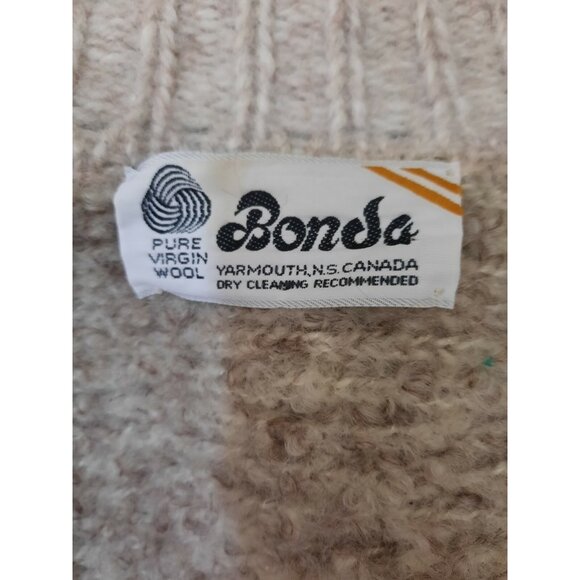 Bonda
PURE
VIRGIN
WOOL
YARMOUTH, N.S. CANADA
DRY CLEANING RECOMMENDED